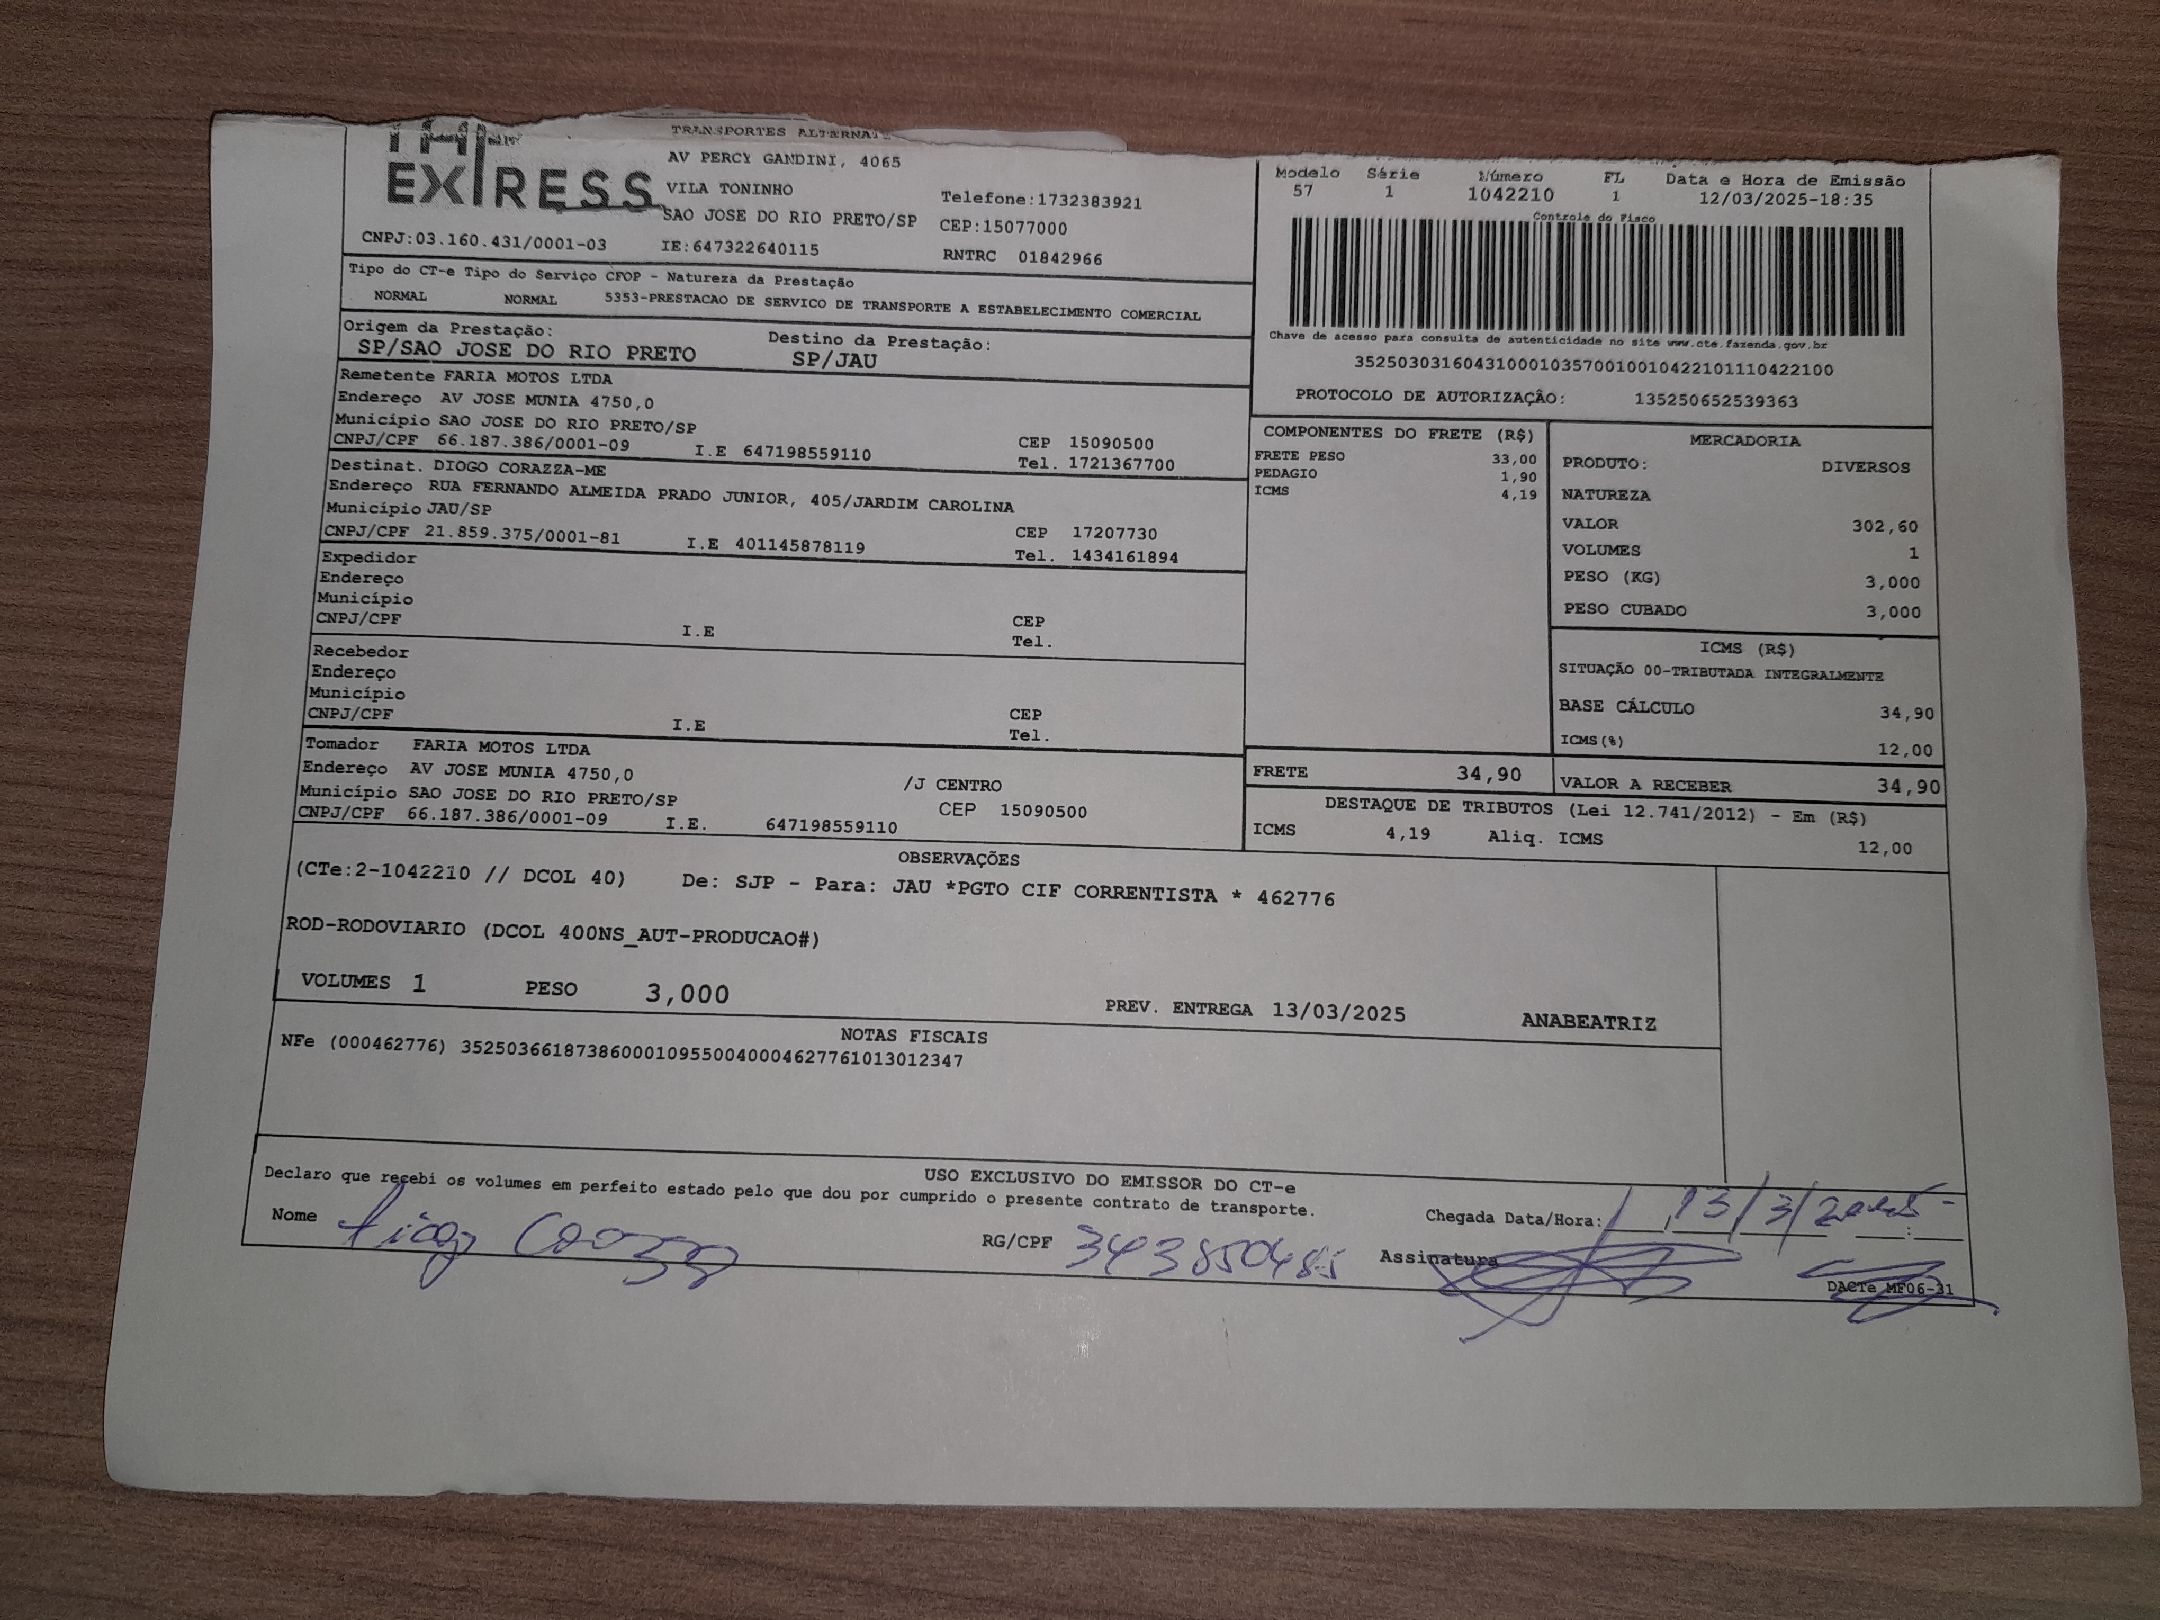 EXPRESS
TRANSPORTES
AV PERCY GANDINI, 4065
VILA TONINHO
SAO JOSE DO RIO PRETO/SP
Telefone:1732383921
CEP:15077000
CNPJ:03.160.431/0001-03 IE:647322640115 RNTRC 01842966
Modelo Série Número FL Data e Hora de Emissão
57 1 1042210 1 12/03/2025-18:35
Controle do Fisco
Chave de acesso para consulta de autenticidade no site www.cte.fazenda.gov.br
35250303160431000103570010010422101110422100
PROTOCOLO DE AUTORIZAÇÃO: 135250652539363
Tipo do CT-e Tipo do Serviço CFOP - Natureza da Prestação
NORMAL NORMAL 5353-PRESTACAO DE SERVICO DE TRANSPORTE A ESTABELECIMENTO COMERCIAL
Origem da Prestação: Destino da Prestação:
SP/SAO JOSE DO RIO PRETO SP/JAU
Remetente FARIA MOTOS LTDA
Endereço AV JOSE MUNIA 4750,0
Município SAO JOSE DO RIO PRETO/SP CEP 15090500
CNPJ/CPF 66.187.386/0001-09 I.E 647198559110 Tel. 1721367700
Destinat. DIOGO CORAZZA-ME
Endereço RUA FERNANDO ALMEIDA PRADO JUNIOR, 405/JARDIM CAROLINA
Município JAU/SP CEP 17207730
CNPJ/CPF 21.859.375/0001-81 I.E 401145878119 Tel. 1434161894
Expedidor
Endereço
Município CEP
CNPJ/CPF I.E Tel.
Recebedor
Endereço
Município CEP
CNPJ/CPF I.E Tel.
Tomador FARIA MOTOS LTDA
Endereço AV JOSE MUNIA 4750,0 /J CENTRO
Município SAO JOSE DO RIO PRETO/SP CEP 15090500
CNPJ/CPF 66.187.386/0001-09 I.E. 647198559110
COMPONENTES DO FRETE (R$)
FRETE PESO 33,00
PEDAGIO 1,90
ICMS 4,19
MERCADORIA
PRODUTO: DIVERSOS
NATUREZA
VALOR 302,60
VOLUMES 1
PESO (KG) 3,000
PESO CUBADO 3,000
ICMS (R$)
SITUAÇÃO 00-TRIBUTADA INTEGRALMENTE
BASE CÁLCULO 34,90
ICMS(%) 12,00
FRETE 34,90 VALOR A RECEBER 34,90
DESTAQUE DE TRIBUTOS (Lei 12.741/2012) - Em (R$)
ICMS 4,19 Aliq. ICMS 12,00
OBSERVAÇÕES
(CTe:2-1042210 // DCOL 40) De: SJP - Para: JAU *PGTO CIF CORRENTISTA * 462776
ROD-RODOVIARIO (DCOL 400NS_AUT-PRODUCAO#)
VOLUMES 1 PESO 3,000 PREV. ENTREGA 13/03/2025 ANABEATRIZ
NOTAS FISCAIS
NFe (000462776) 35250366187386000109550040004627761013012347
USO EXCLUSIVO DO EMISSOR DO CT-e
Declaro que recebi os volumes em perfeito estado pelo que dou por cumprido o presente contrato de transporte.
Chegada Data/Hora: 13/3/2025
Nome RG/CPF 343850485 Assinatura
DACTe MF06-31